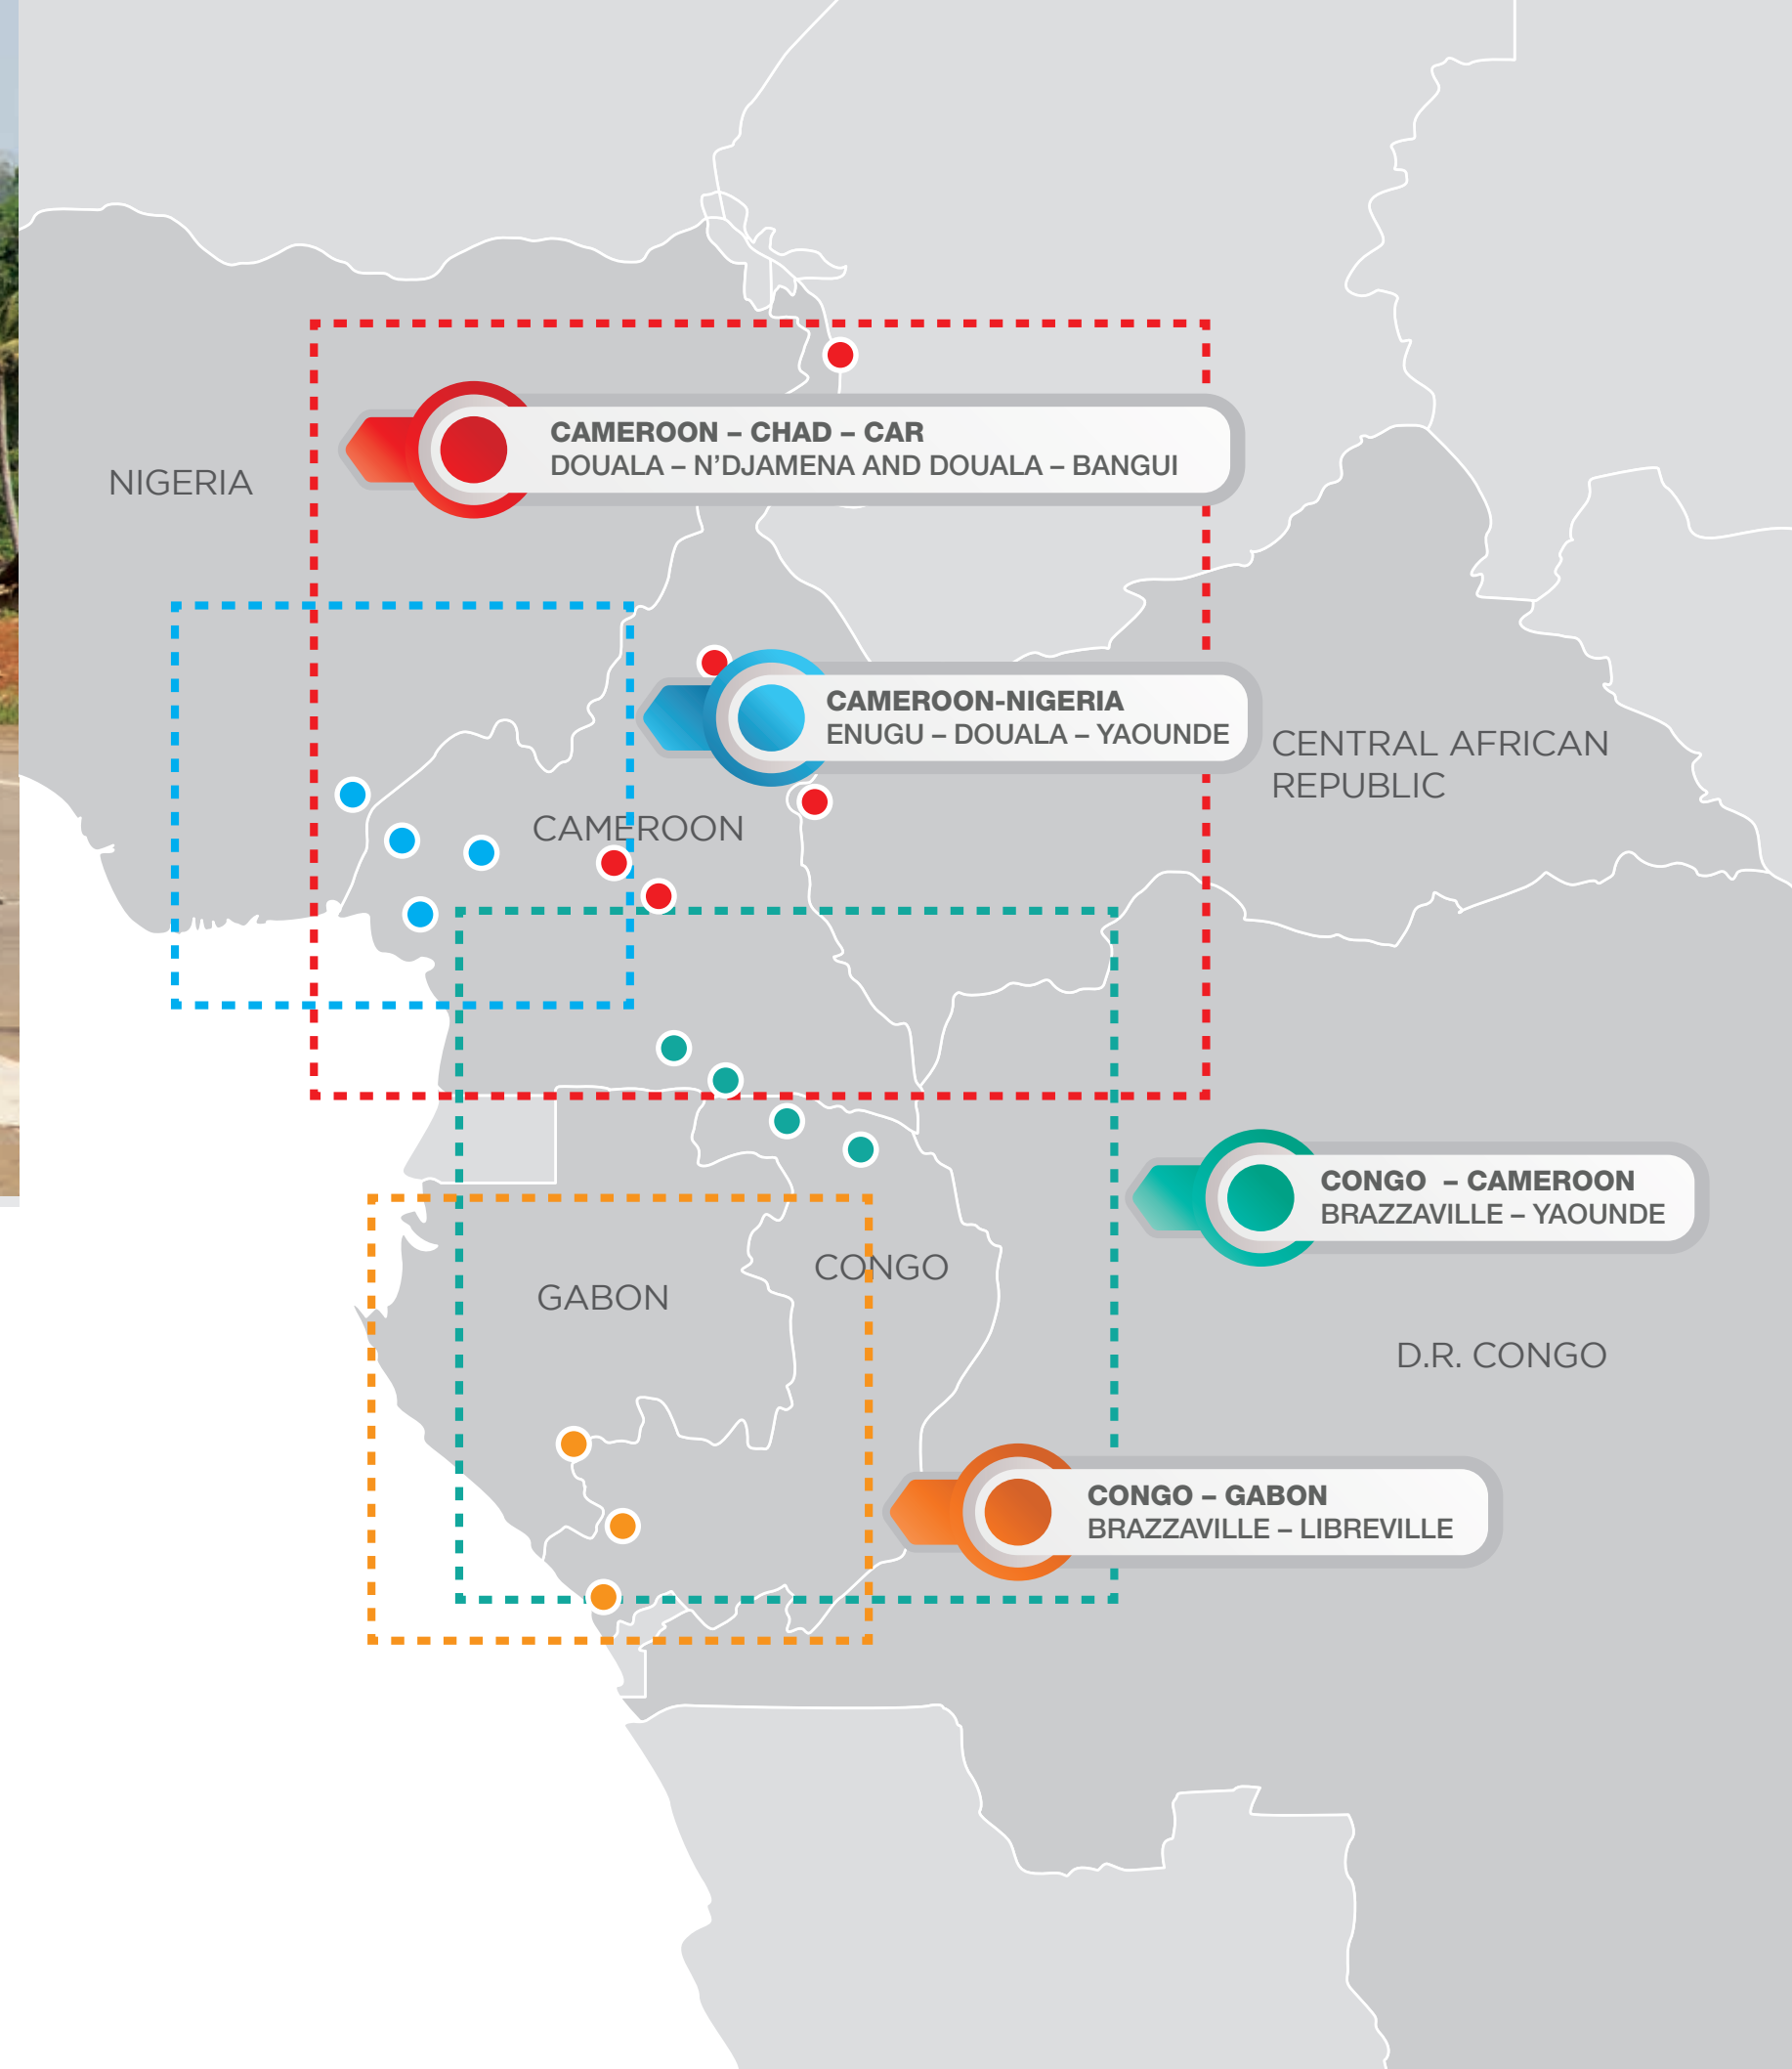 CAMEROON – CHAD – CAR
DOUALA – N’DJAMENA AND DOUALA – BANGUI
NIGERIA
CAMEROON-NIGERIA
ENUGU – DOUALA – YAOUNDE
CENTRAL AFRICAN
REPUBLIC
CAMEROON
CONGO – CAMEROON
BRAZZAVILLE – YAOUNDE
CONGO
GABON
D.R. CONGO
CONGO – GABON
BRAZZAVILLE – LIBREVILLE